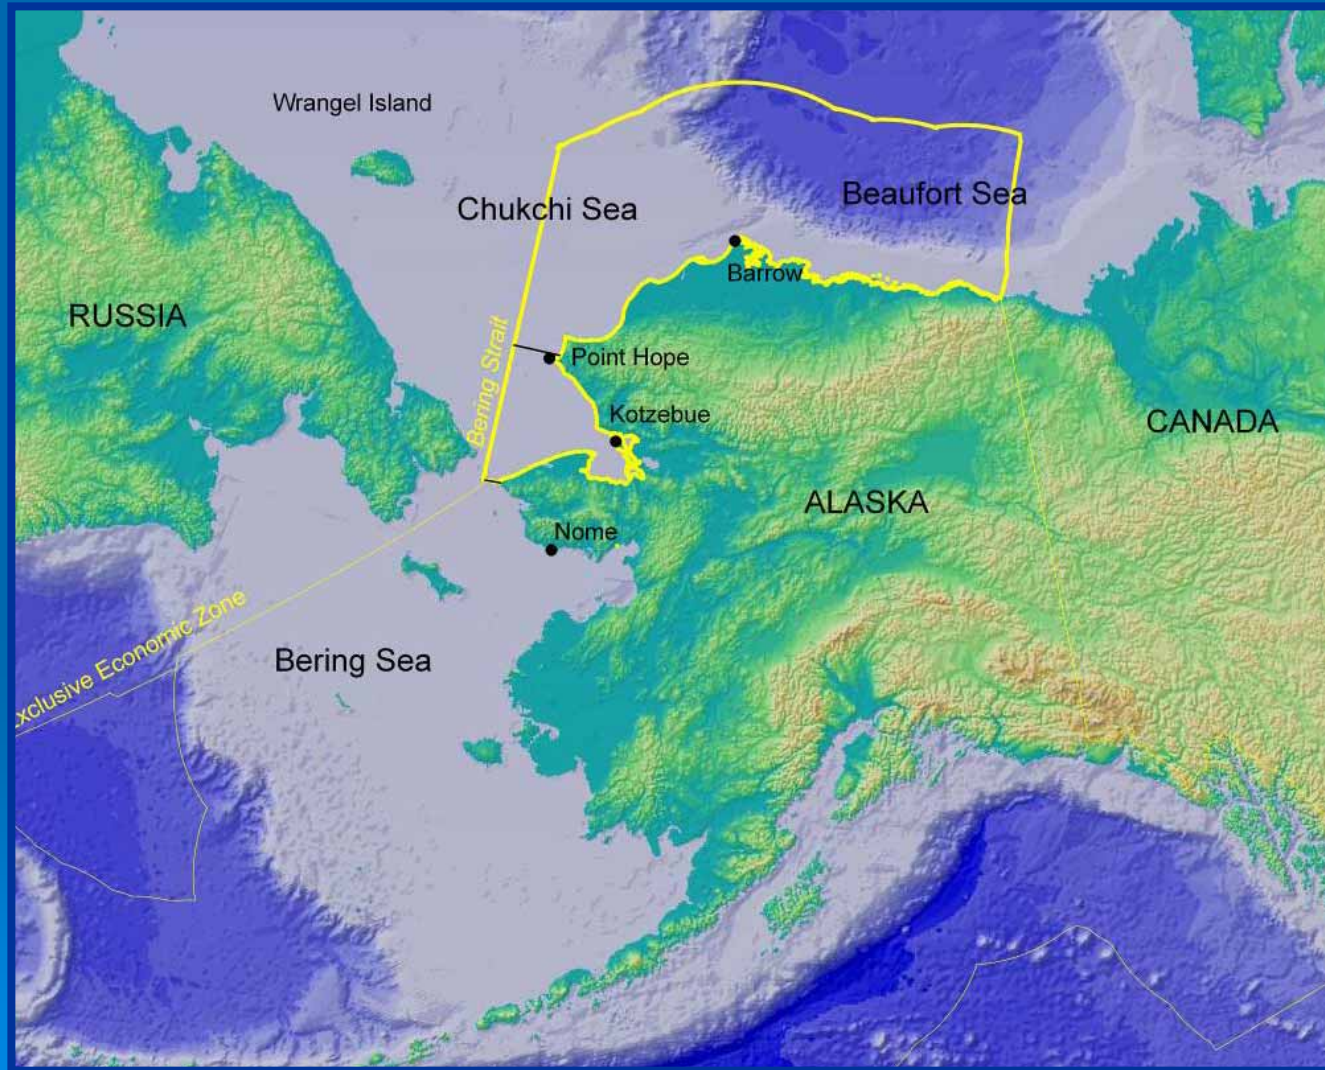 Wrangel Island
Chukchi Sea
Beaufort Sea
Barrow
RUSSIA
Bering Strait
Point Hope
Kotzebue
CANADA
ALASKA
Nome
Exclusive Economic Zone
Bering Sea